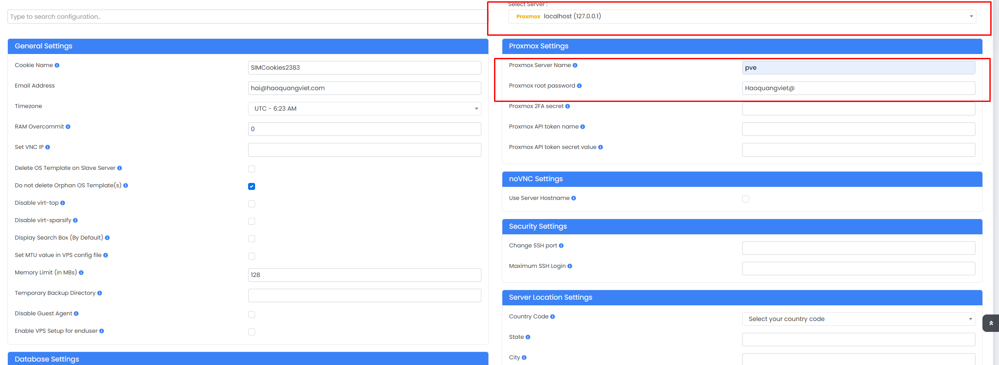 Select Server :
Type to search configuration..
Proxmox localhost (127.0.0.1)
General Settings
Cookie Name
SIMCookies2383
Email Address
hai@haoquangviet.com
Timezone
UTC - 6:23 AM
RAM Overcommit
0
Set VNC IP
Delete OS Template on Slave Server
Do not delete Orphan OS Template(s)
Disable virt-top
Disable virt-sparsify
Display Search Box (By Default)
Set MTU value in VPS config file
Memory Limit (in MBs)
128
Temporary Backup Directory
Disable Guest Agent
Enable VPS Setup for enduser
Database Settings
Proxmox Settings
Proxmox Server Name
pve
Proxmox root password
Haoquangviet@
Proxmox 2FA secret
Proxmox API token name
Proxmox API token secret value
noVNC Settings
Use Server Hostname
Security Settings
Change SSH port
Maximum SSH Login
Server Location Settings
Country Code
Select your country code
State
City